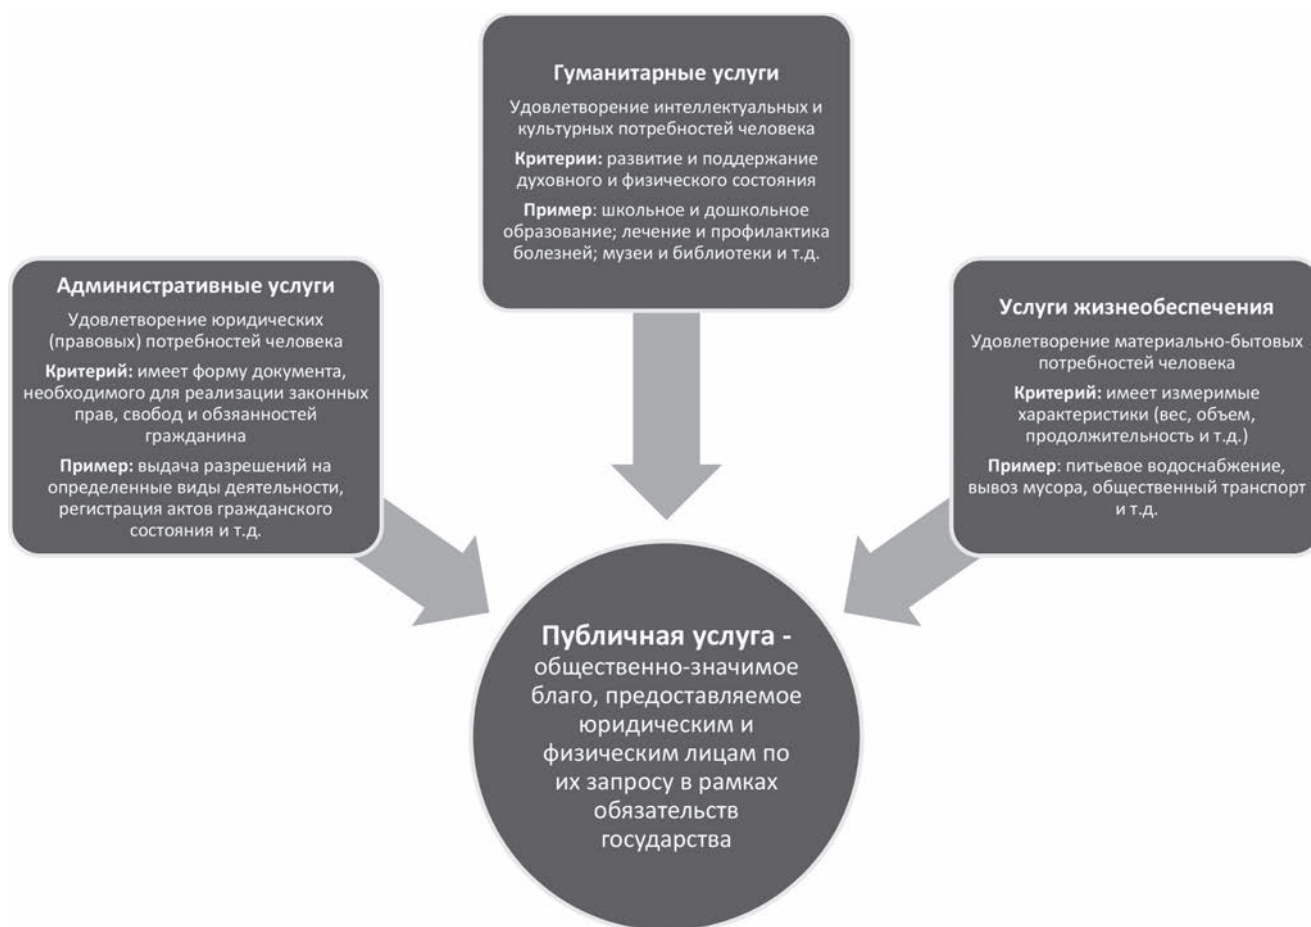 Гуманитарные услуги
Удовлетворение интеллектуальных и
культурных потребностей человека
Критерии: развитие и поддержание
духовного и физического состояния
Пример: школьное и дошкольное
образование; лечение и профилактика
болезней; музеи и библиотеки и т.д.
Административные услуги
Удовлетворение юридических
(правовых) потребностей человека
Критерий: имеет форму документа,
необходимого для реализации законных
прав, свобод и обзяанностей
гражданина
Пример: выдача разрешений на
определенные виды деятельности,
регистрация актов гражданского
состояния и т.д.
Услуги жизнеобеспечения
Удовлетворение материально-бытовых
потребностей человека
Критерий: имеет измеримые
характеристики (вес, объем,
продолжительность и т.д.)
Пример: питьевое водоснабжение,
вывоз мусора, общественный транспорт
и т.д.
Публичная услуга -
общественно-значимое
благо, предоставляемое
юридическим и
физическим лицам по
их запросу в рамках
обязательств
государства